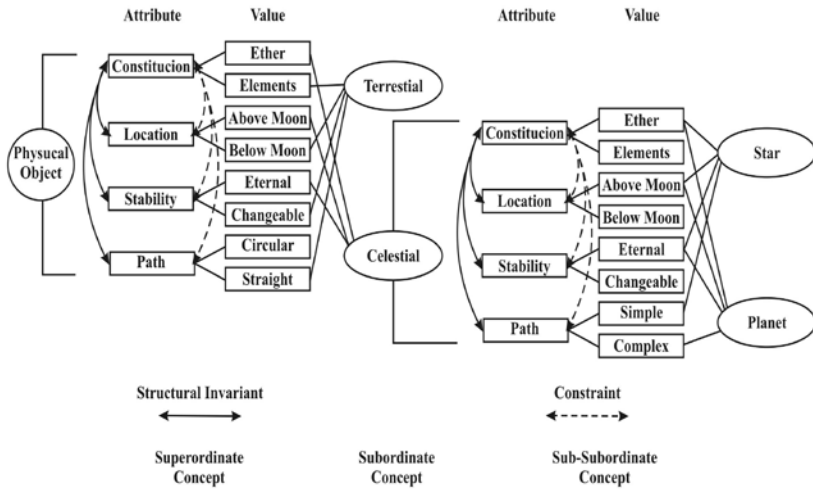 Attribute Value
Attribute Value
Constitucion
Ether
Elements
Location
Above Moon
Below Moon
Physucal
Object
Stability
Eternal
Changeable
Path
Circular
Straight
Terrestial
Celestial
Constitucion
Ether
Elements
Location
Above Moon
Below Moon
Stability
Eternal
Changeable
Path
Simple
Complex
Star
Planet
Structural Invariant
Constraint
Superordinate
Concept
Subordinate
Concept
Sub-Subordinate
Concept